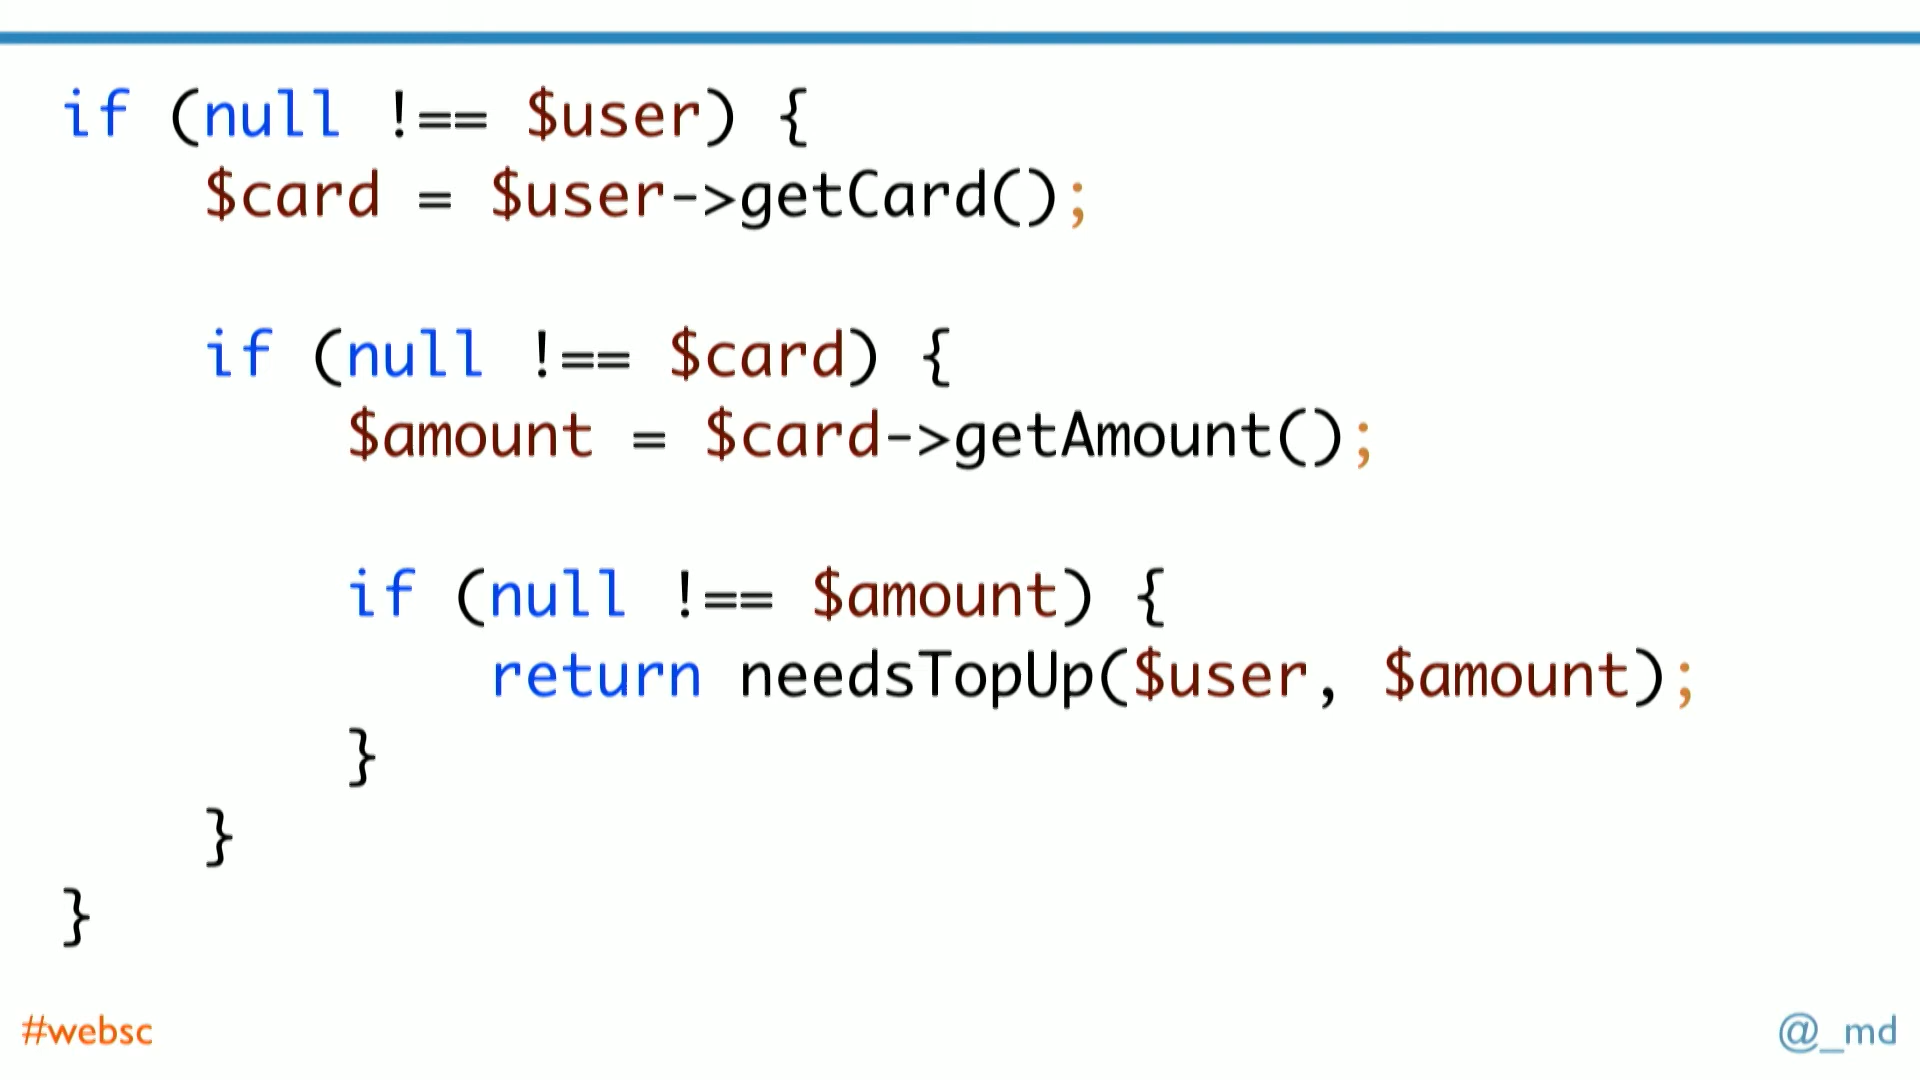 if (null !== $user) {
    $card = $user->getCard();
    if (null !== $card) {
        $amount = $card->getAmount();
        if (null !== $amount) {
            return needsTopUp($user, $amount);
        }
    }
}
#websc
@_md